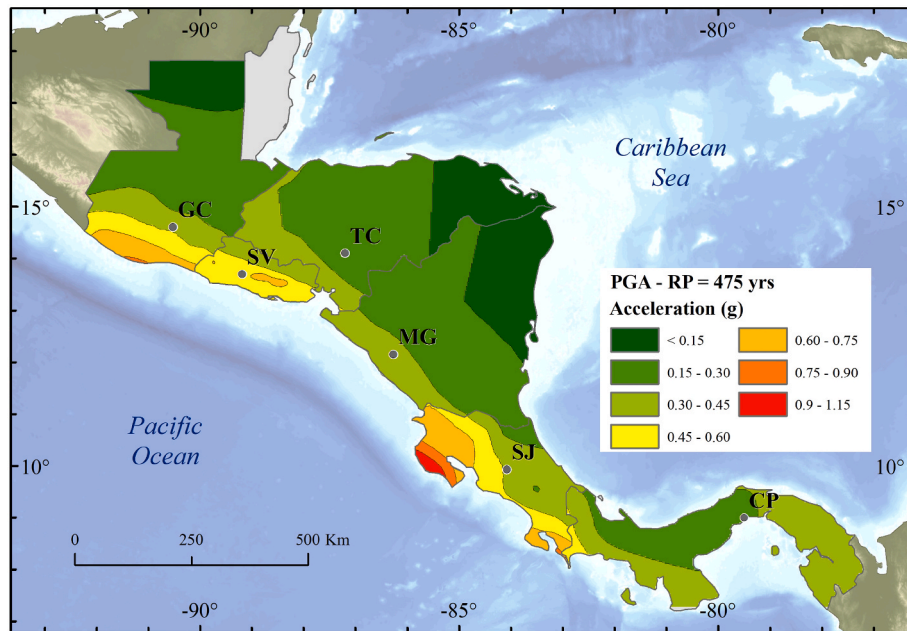 -90°
-85°
-80°
Caribbean
Sea
15°
15°
GC
SV
TC
MG
PGA - RP = 475 yrs
Acceleration (g)
< 0.15
0.60 - 0.75
0.15 - 0.30
0.75 - 0.90
0.30 - 0.45
0.9 - 1.15
0.45 - 0.60
Pacific
Ocean
SJ
10°
10°
CP
0
250
500 Km
-90°
-85°
-80°